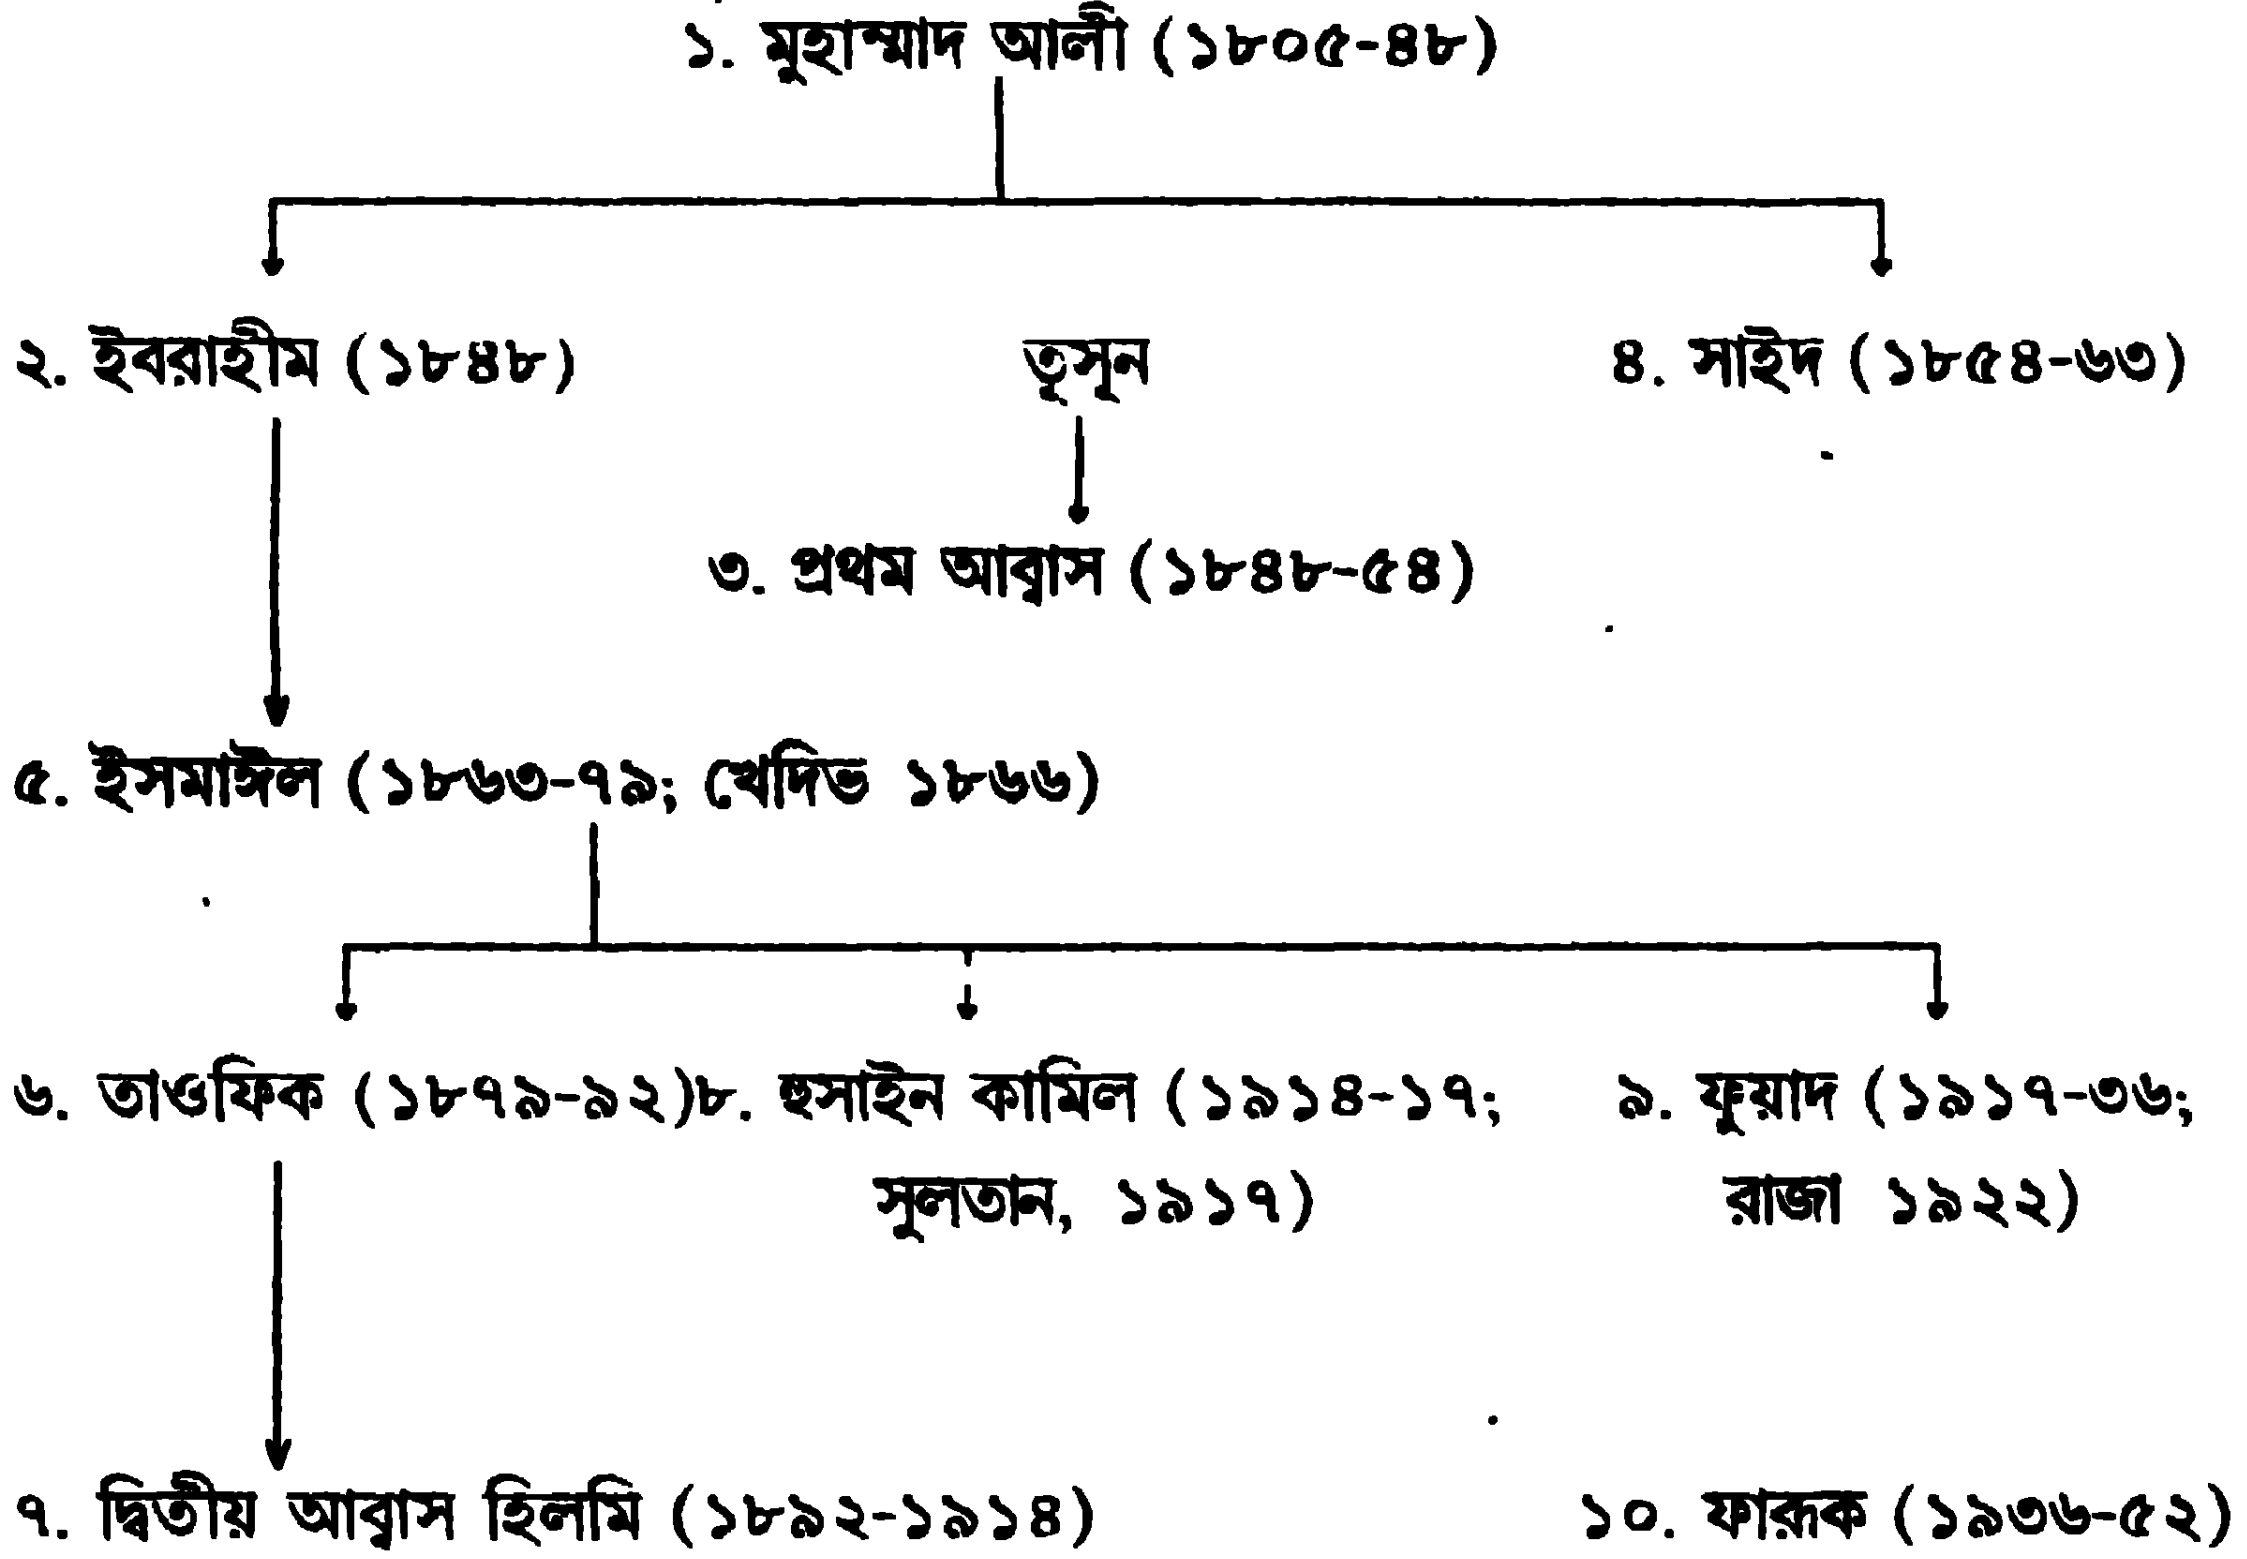 ১. মুহাম্মাদ আলী (১৮০৫-৪৮)
২. ইবরাহীম (১৮৪৮) তূসূন ৪. সাইদ (১৮৫৪-৬৩)
৩. প্রথম আব্বাস (১৮৪৮-৫৪)
৫. ইসমাঈল (১৮৬৩-৭৯; খেদিভ ১৮৬৬)
৬. তাওফিক (১৮৭৯-৯২)৮. হুসাইন কামিল (১৯১৪-১৭; ৯. ফুয়াদ (১৯১৭-৩৬;
সুলতান, ১৯১৭) রাজা ১৯২২)
৭. দ্বিতীয় আব্বাস হিলমি (১৮৯২-১৯১৪) ১০. ফারূক (১৯৩৬-৫২)